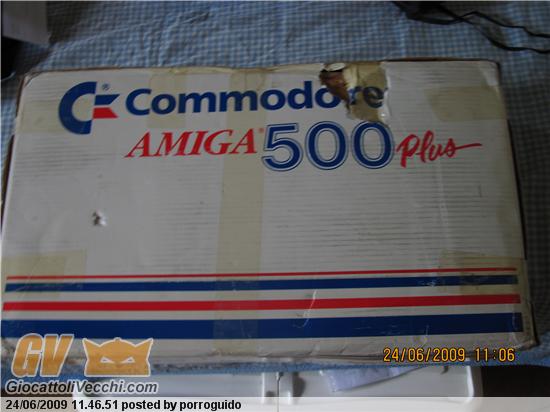 Commodore
AMIGA® 500 plus
24/06/2009 11:06
GV
GiocattoliVecchi.com
24/06/2009 11.46.51 posted by porroguido